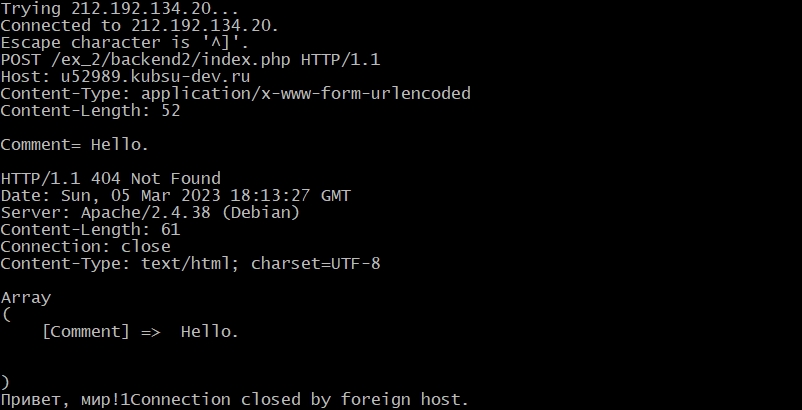 Trying 212.192.134.20...
Connected to 212.192.134.20.
Escape character is '^]'.
POST /ex_2/backend2/index.php HTTP/1.1
Host: u52989.kubsu-dev.ru
Content-Type: application/x-www-form-urlencoded
Content-Length: 52

Comment= Hello.

HTTP/1.1 404 Not Found
Date: Sun, 05 Mar 2023 18:13:27 GMT
Server: Apache/2.4.38 (Debian)
Content-Length: 61
Connection: close
Content-Type: text/html; charset=UTF-8

Array
(
    [Comment] =>  Hello.


)
Привет, мир!1Connection closed by foreign host.